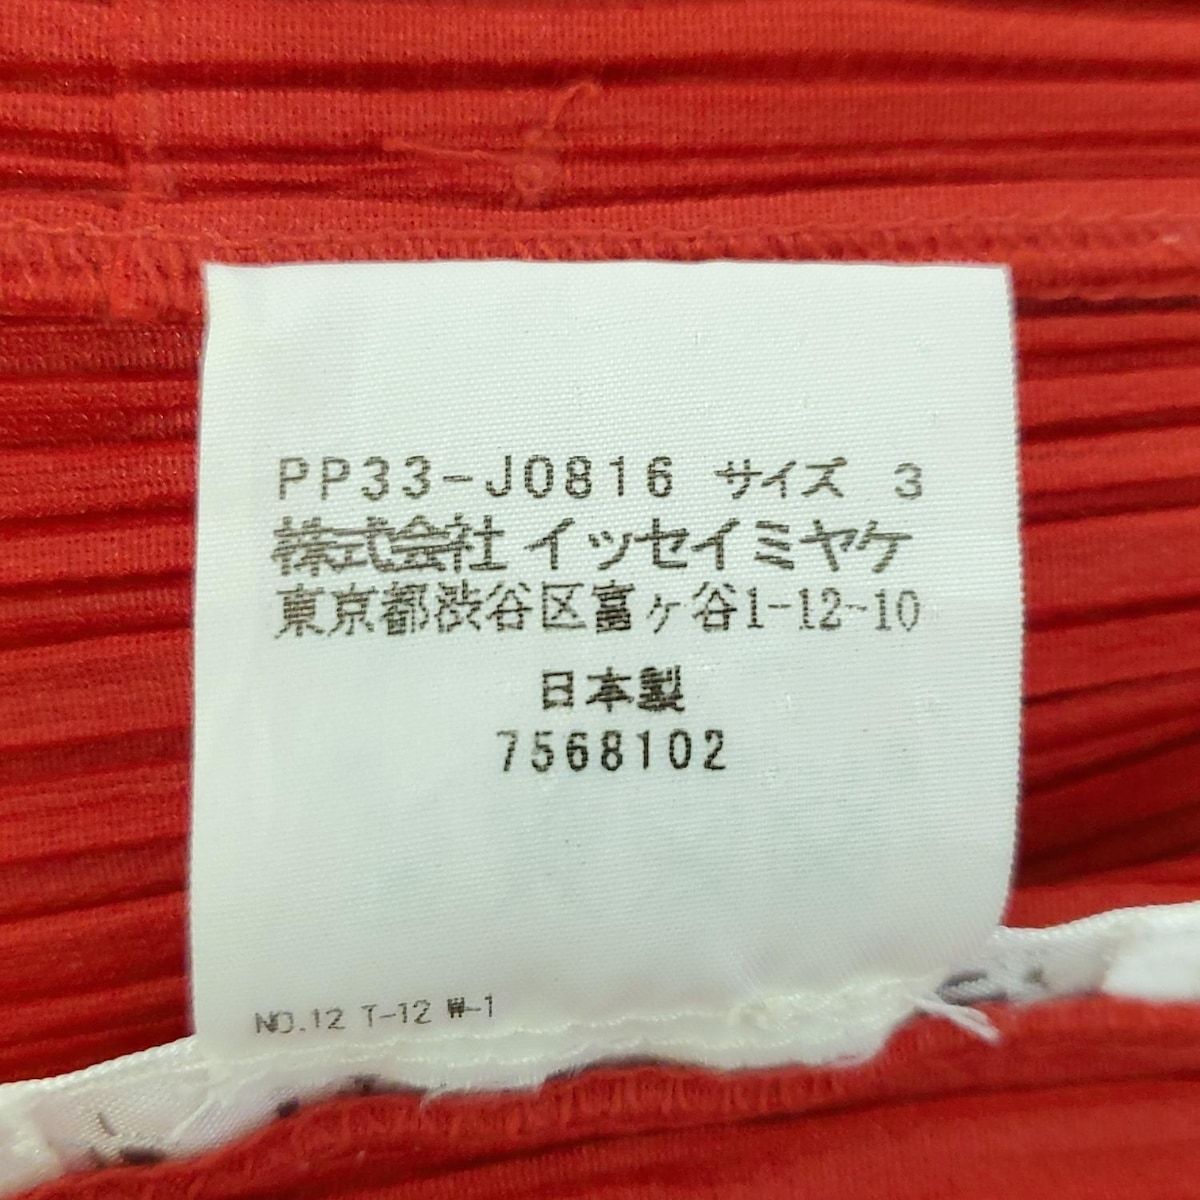 PP33-J0816 サイズ 3
株式会社 イッセイミヤケ
東京都渋谷区富ヶ谷1-12-10
日本製
7568102
NO.12 T-12 W-1